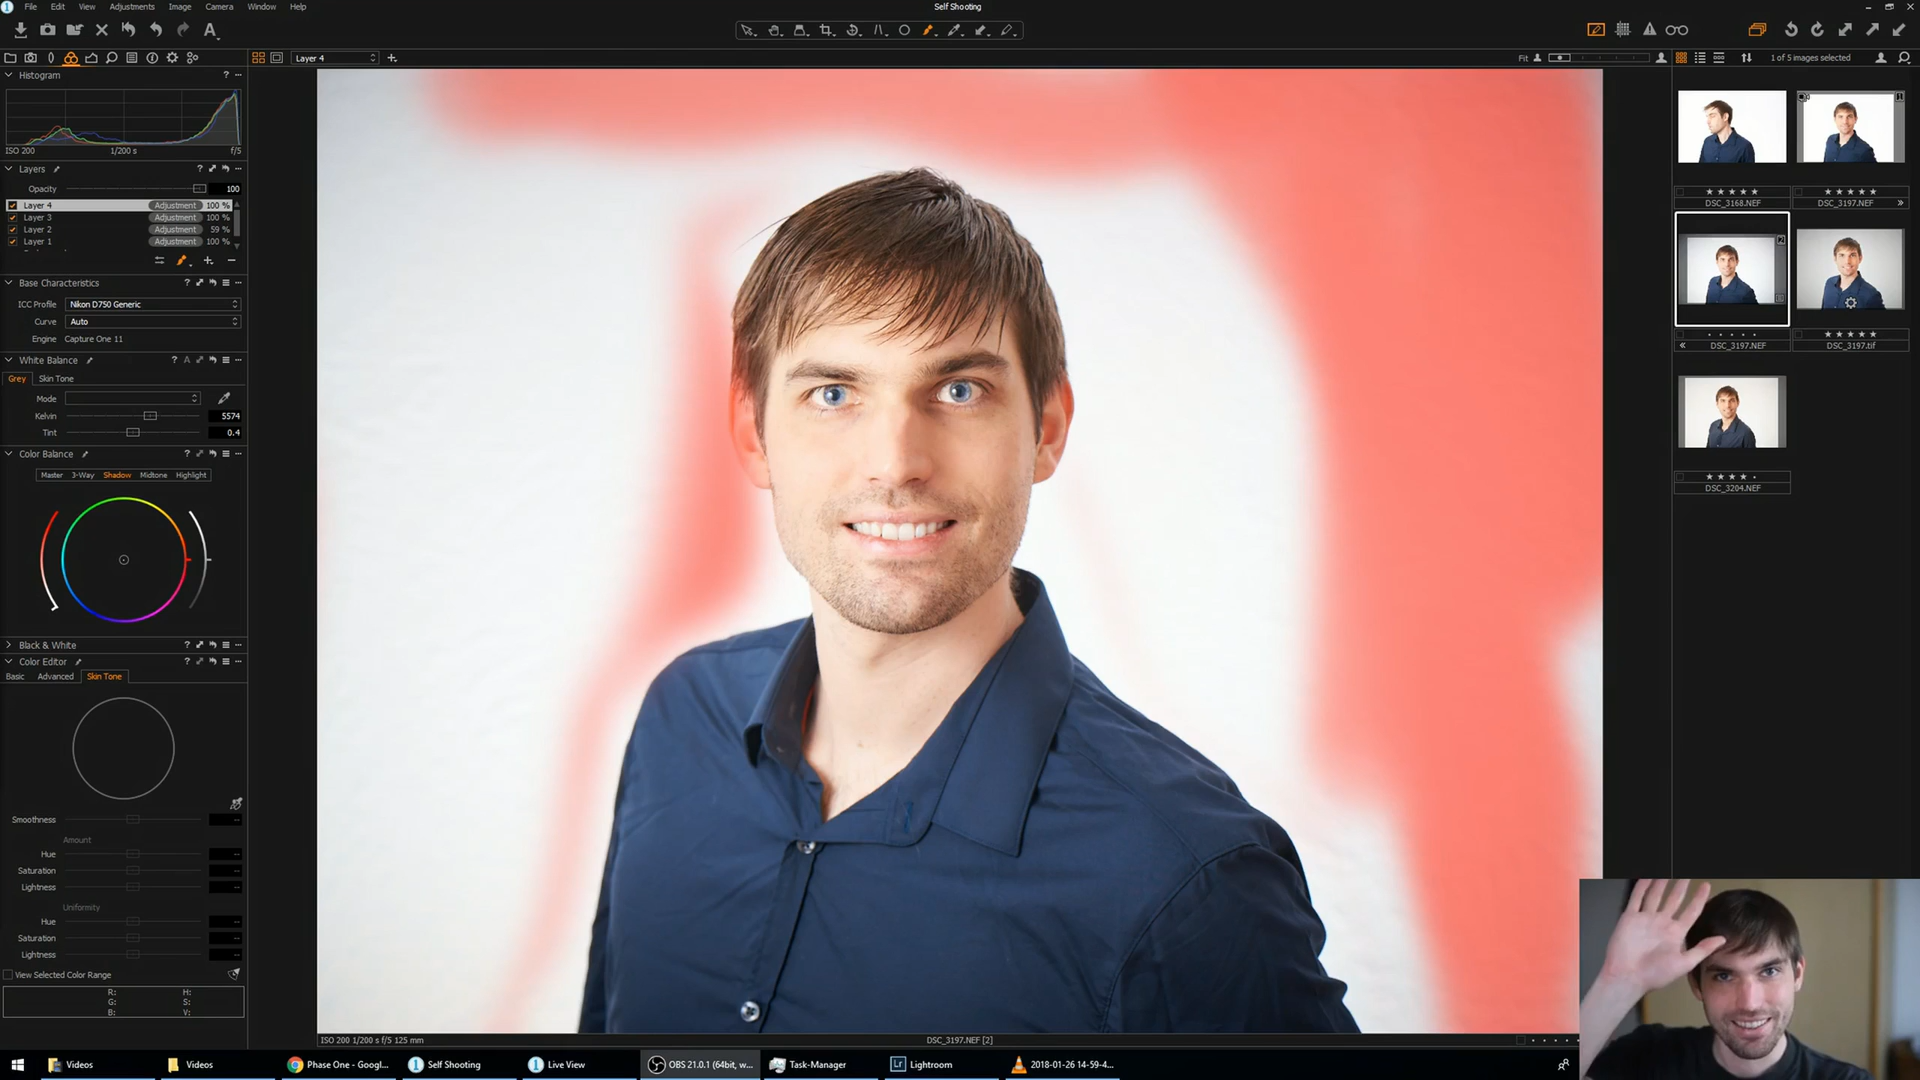 File Edit View Adjustments Image Camera Window Help
Self Shooting
Layer 4
Fit
1 of 5 images selected
Histogram
ISO 200 1/200 s f/5
Layers
Opacity 100
Layer 4 Adjustment 100 %
Layer 3 Adjustment 100 %
Layer 2 Adjustment 59 %
Layer 1 Adjustment 100 %
Base Characteristics
ICC Profile Nikon D750 Generic
Curve Auto
Engine Capture One 11
White Balance
Grey Skin Tone
Mode
Kelvin 5574
Tint 0.4
Color Balance
Master 3-Way Shadow Midtone Highlight
Black & White
Color Editor
Basic Advanced Skin Tone
Smoothness --
Amount
Hue --
Saturation --
Lightness --
Uniformity
Hue --
Saturation --
Lightness --
View Selected Color Range
R: H:
G: S:
B: V:
DSC_3168.NEF
DSC_3197.NEF
DSC_3197.NEF
DSC_3197.tif
DSC_3204.NEF
ISO 200 1/200 s f/5 125 mm
DSC_3197.NEF [2]
Videos
Videos
Phase One - Googl...
Self Shooting
Live View
OBS 21.0.1 (64bit, w...
Task-Manager
Lr Lightroom
2018-01-26 14-59-4...